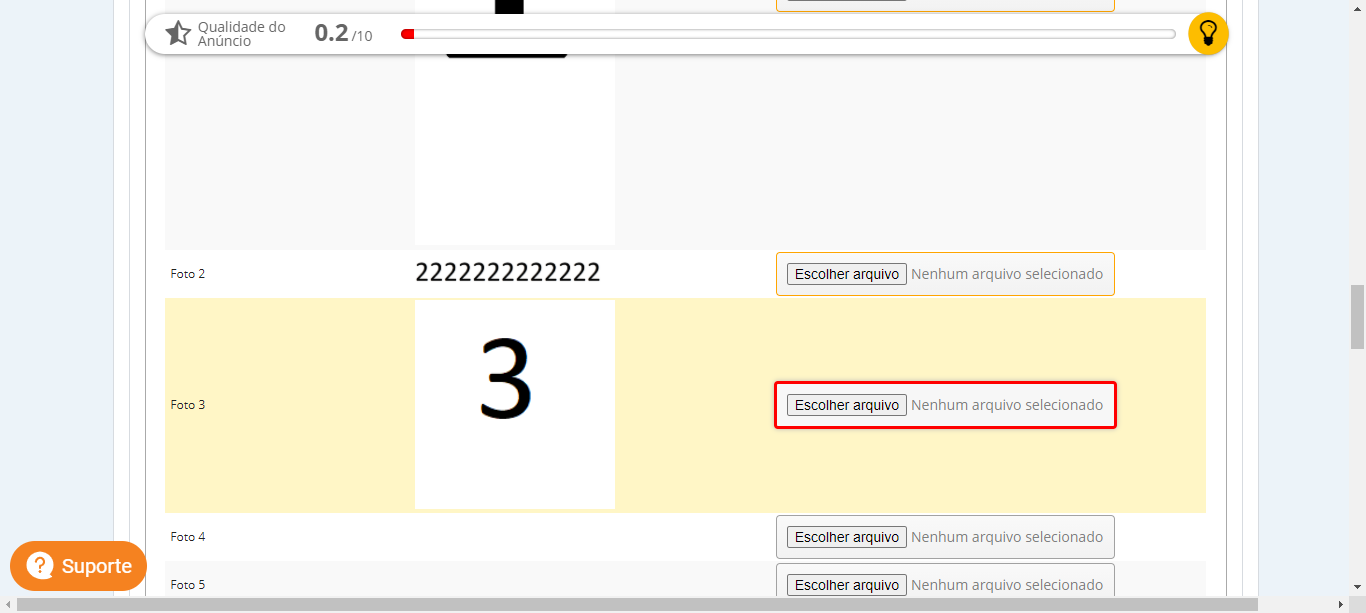 Qualidade do
Anúncio
0.2 /10
Foto 2
2222222222222
Escolher arquivo Nenhum arquivo selecionado
3
Foto 3
Escolher arquivo Nenhum arquivo selecionado
Foto 4
Escolher arquivo Nenhum arquivo selecionado
? Suporte
Foto 5
Escolher arquivo Nenhum arquivo selecionado